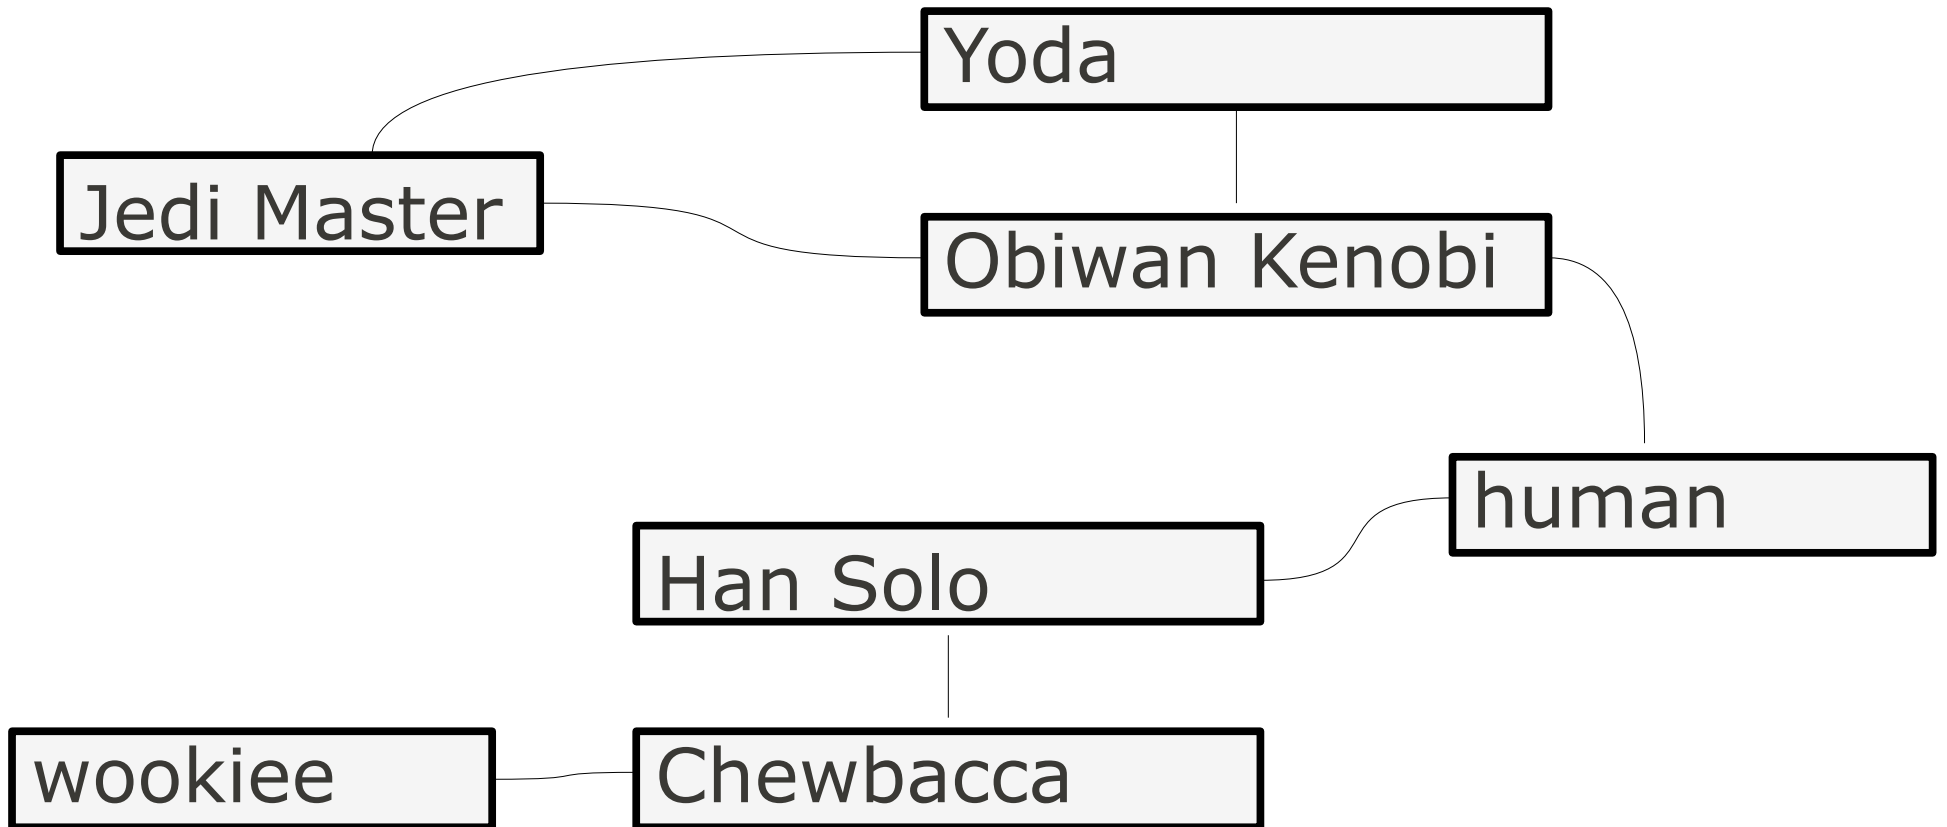 Yoda
Jedi Master
Obiwan Kenobi
human
Han Solo
wookiee
Chewbacca